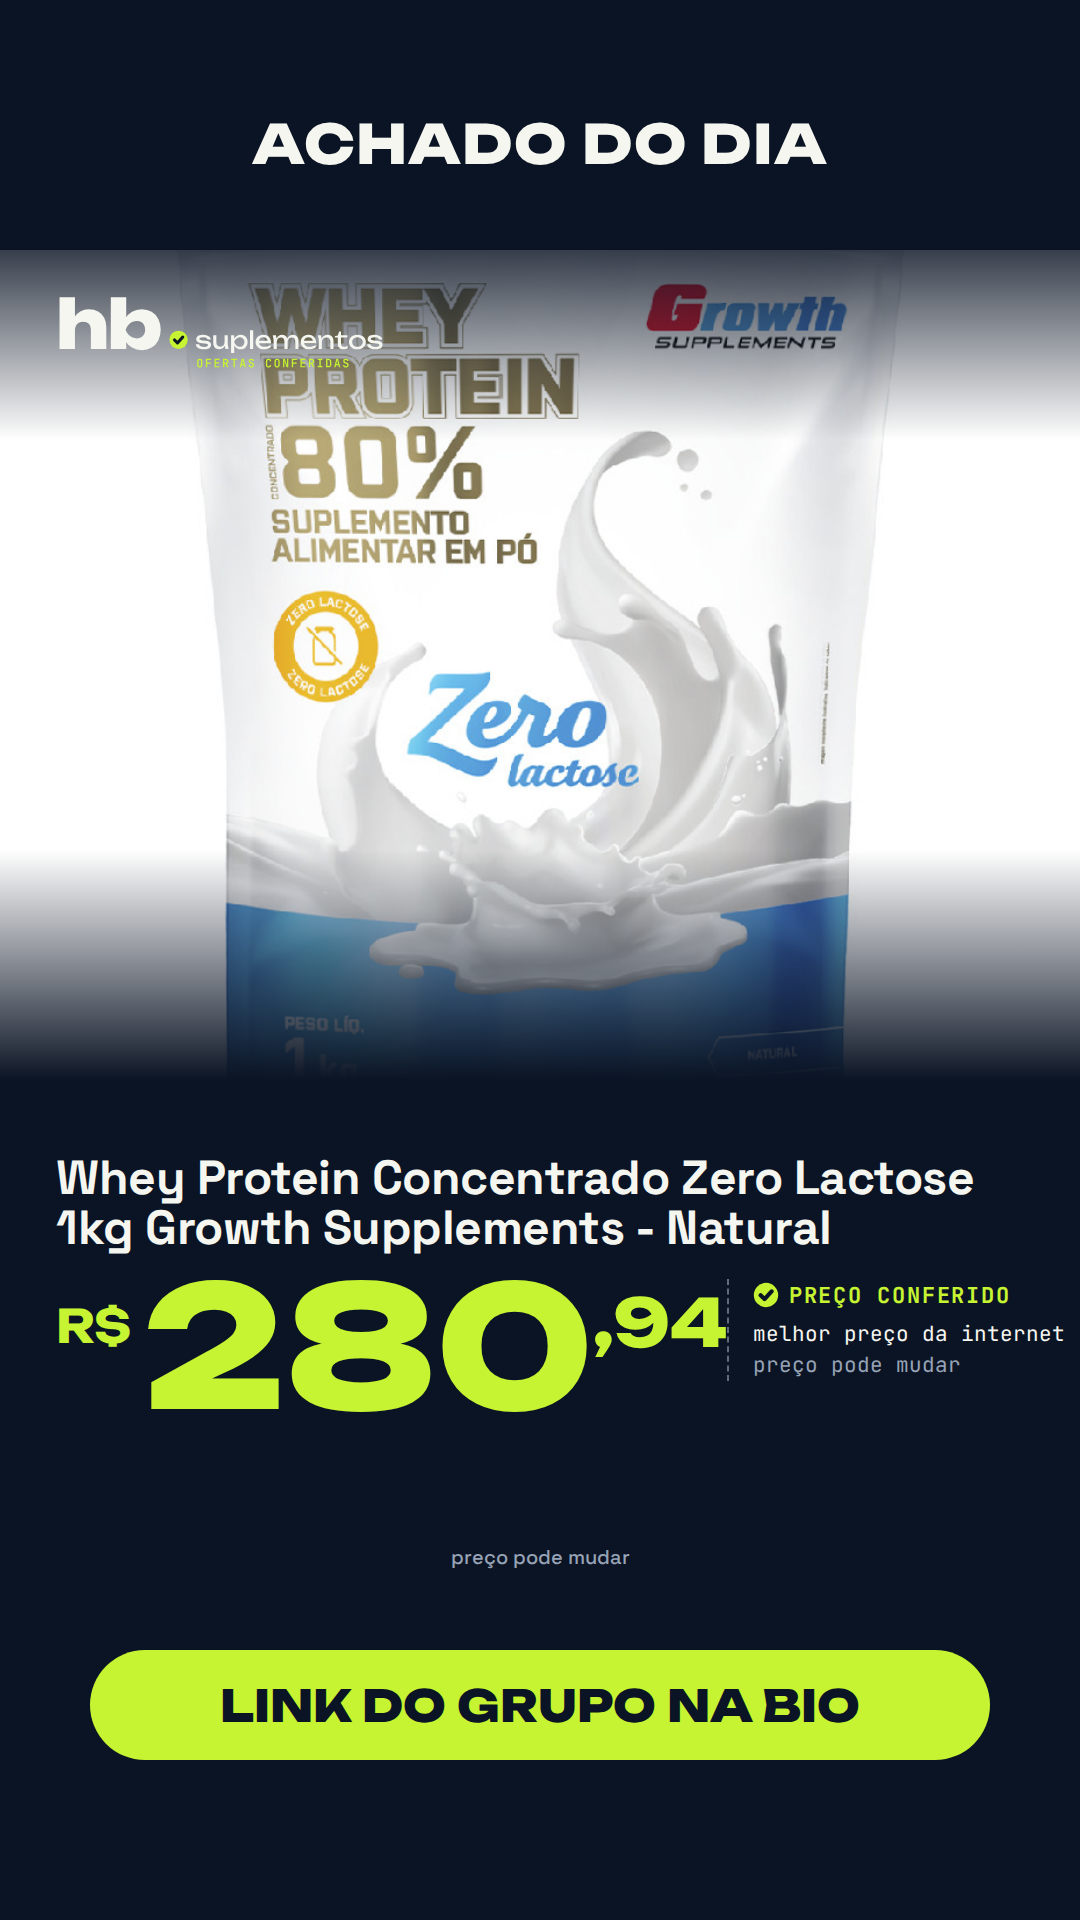 ACHADO DO DIA
hb suplementos
OFERTAS CONFERIDAS
WHEY
PROTEIN
CONCENTRADO
80%
SUPLEMENTO
ALIMENTAR EM PÓ
Growth
SUPPLEMENTS
ZERO LACTOSE
ZERO LACTOSE
Zero
lactose
PESO LÍQ.
1 kg
NATURAL
Whey Protein Concentrado Zero Lactose
1kg Growth Supplements - Natural
R$ 280,94
PREÇO CONFERIDO
melhor preço da internet
preço pode mudar
preço pode mudar
LINK DO GRUPO NA BIO